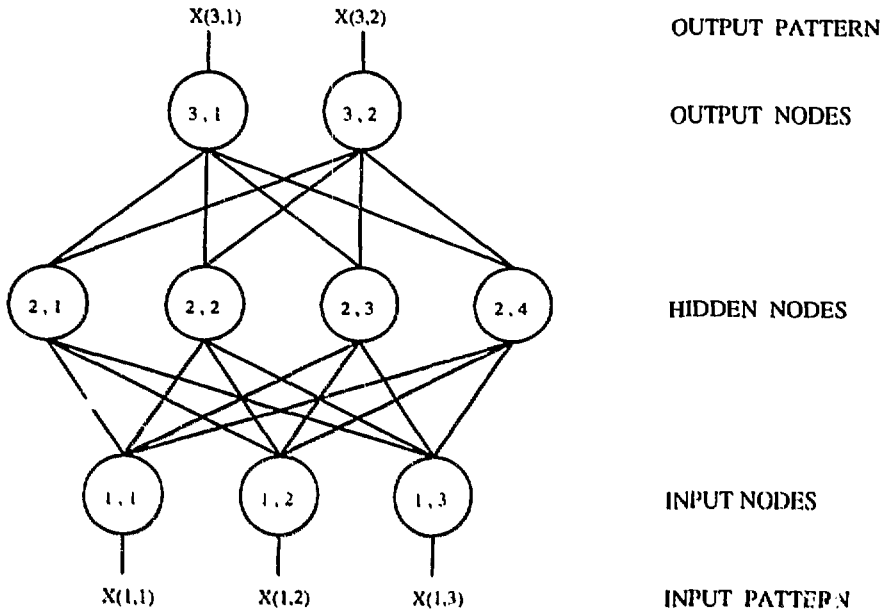 X(3,1) X(3,2) OUTPUT PATTERN
3,1 3,2 OUTPUT NODES
2,1 2,2 2,3 2,4 HIDDEN NODES
1,1 1,2 1,3 INPUT NODES
X(1,1) X(1,2) X(1,3) INPUT PATTERN